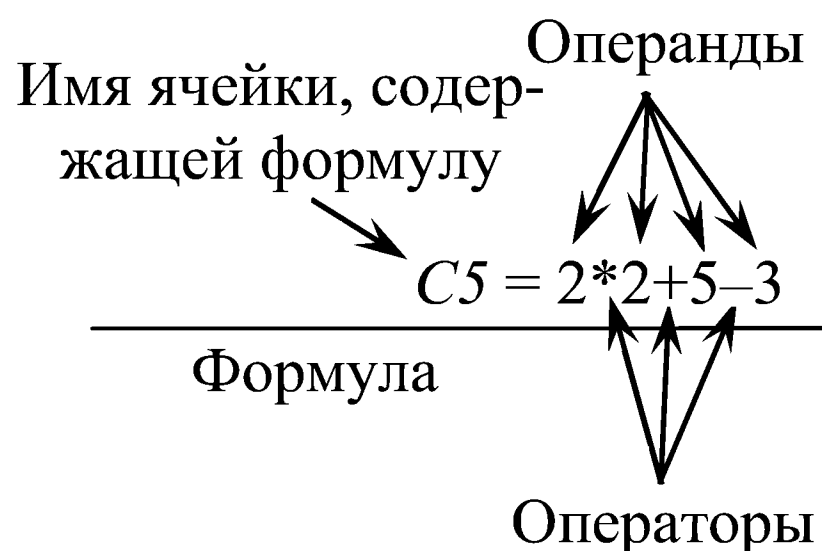 Операнды
Имя ячейки, содер-
жащей формулу
C5 = 2*2+5–3
Формула
Операторы